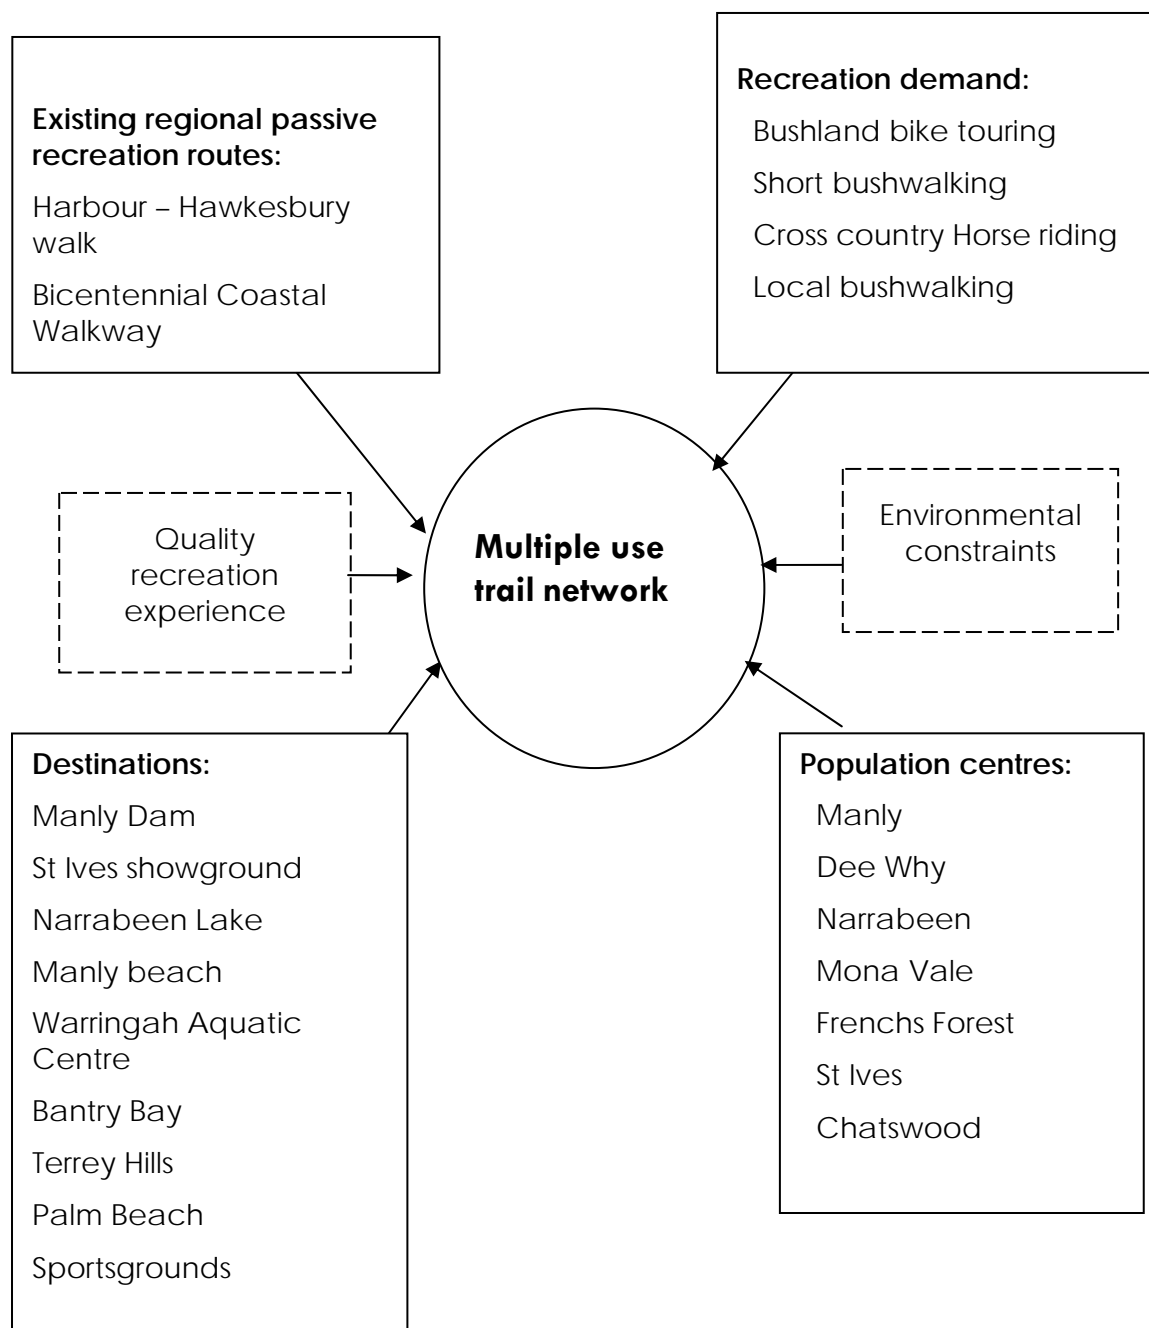 Existing regional passive
recreation routes:
Harbour – Hawkesbury
walk
Bicentennial Coastal
Walkway
Recreation demand:
Bushland bike touring
Short bushwalking
Cross country Horse riding
Local bushwalking
Quality
recreation
experience
Multiple use
trail network
Environmental
constraints
Destinations:
Manly Dam
St Ives showground
Narrabeen Lake
Manly beach
Warringah Aquatic
Centre
Bantry Bay
Terrey Hills
Palm Beach
Sportsgrounds
Population centres:
Manly
Dee Why
Narrabeen
Mona Vale
Frenchs Forest
St Ives
Chatswood